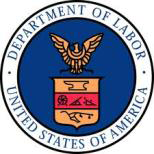 DEPARTMENT OF LABOR
UNITED STATES OF AMERICA